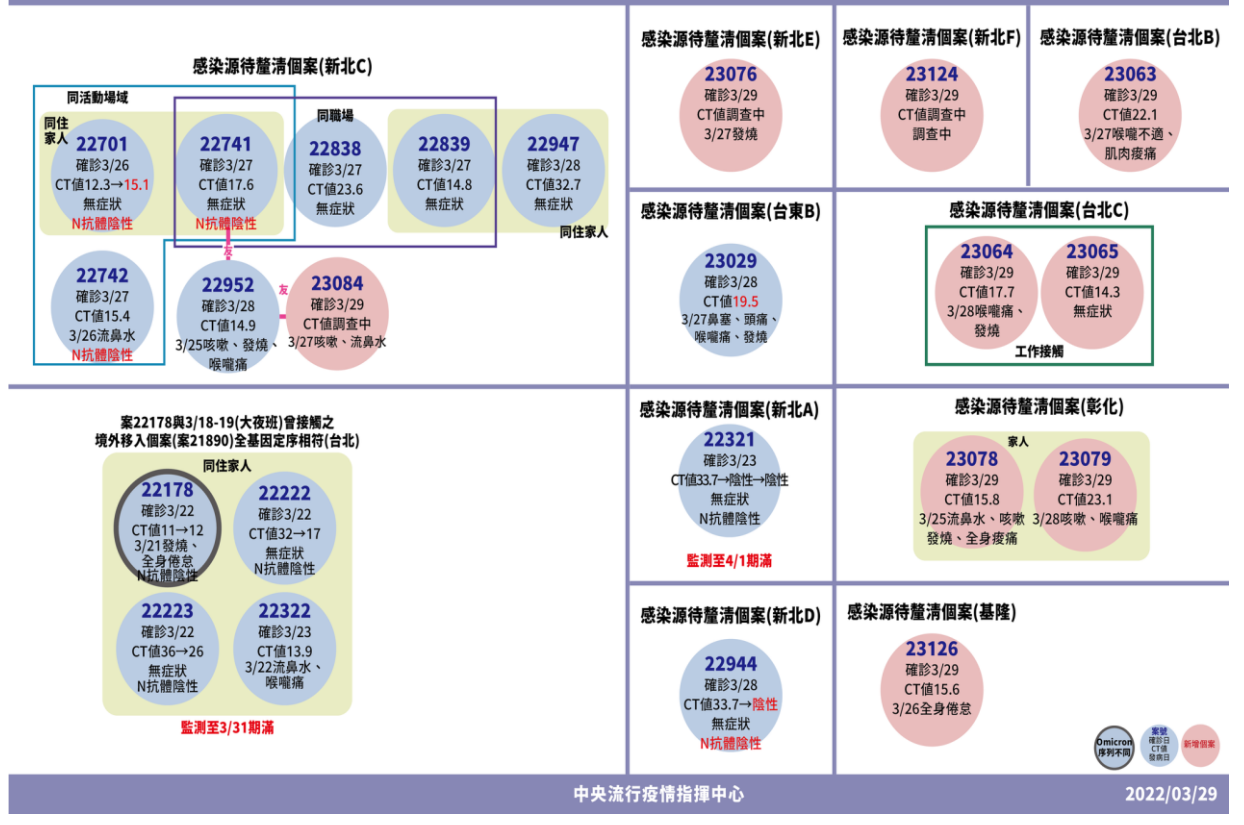 感染源待釐清個案(新北C)
同活動場域
同住
家人
22701
確診3/26
CT值12.3→15.1
無症狀
N抗體陰性
22741
確診3/27
CT值17.6
無症狀
N抗體陰性
同職場
22838
確診3/27
CT值23.6
無症狀
22839
確診3/27
CT值14.8
無症狀
22947
確診3/28
CT值32.7
無症狀
同住家人
22742
確診3/27
CT值15.4
3/26流鼻水
N抗體陰性
友
22952
確診3/28
CT值14.9
3/25咳嗽、發燒、
喉嚨痛
友
23084
確診3/29
CT值調查中
3/27咳嗽、流鼻水
感染源待釐清個案(新北E)
23076
確診3/29
CT值調查中
3/27發燒
感染源待釐清個案(新北F)
23124
確診3/29
CT值調查中
調查中
感染源待釐清個案(台北B)
23063
確診3/29
CT值22.1
3/27喉嚨不適、
肌肉痠痛
感染源待釐清個案(台東B)
23029
確診3/28
CT值19.5
3/27鼻塞、頭痛、
喉嚨痛、發燒
感染源待釐清個案(台北C)
23064
確診3/29
CT值17.7
3/28喉嚨痛、
發燒
23065
確診3/29
CT值14.3
無症狀
工作接觸
案22178與3/18-19(大夜班)曾接觸之
境外移入個案(案21890)全基因定序相符(台北)
同住家人
22178
確診3/22
CT值11→12
3/21發燒、
全身倦怠
N抗體陰性
22222
確診3/22
CT值32→17
無症狀
N抗體陰性
22223
確診3/22
CT值36→26
無症狀
N抗體陰性
22322
確診3/23
CT值13.9
3/22流鼻水、
喉嚨痛
監測至3/31期滿
感染源待釐清個案(新北A)
22321
確診3/23
CT值33.7→陰性→陰性
無症狀
N抗體陰性
監測至4/1期滿
感染源待釐清個案(彰化)
家人
23078
確診3/29
CT值15.8
3/25流鼻水、咳嗽
發燒、全身痠痛
23079
確診3/29
CT值23.1
3/28咳嗽、喉嚨痛
感染源待釐清個案(新北D)
22944
確診3/28
CT值33.7→陰性
無症狀
N抗體陰性
感染源待釐清個案(基隆)
23126
確診3/29
CT值15.6
3/26全身倦怠
Omicron
序列不同
案號
確診日
CT值
發病日
新增個案
中央流行疫情指揮中心
2022/03/29